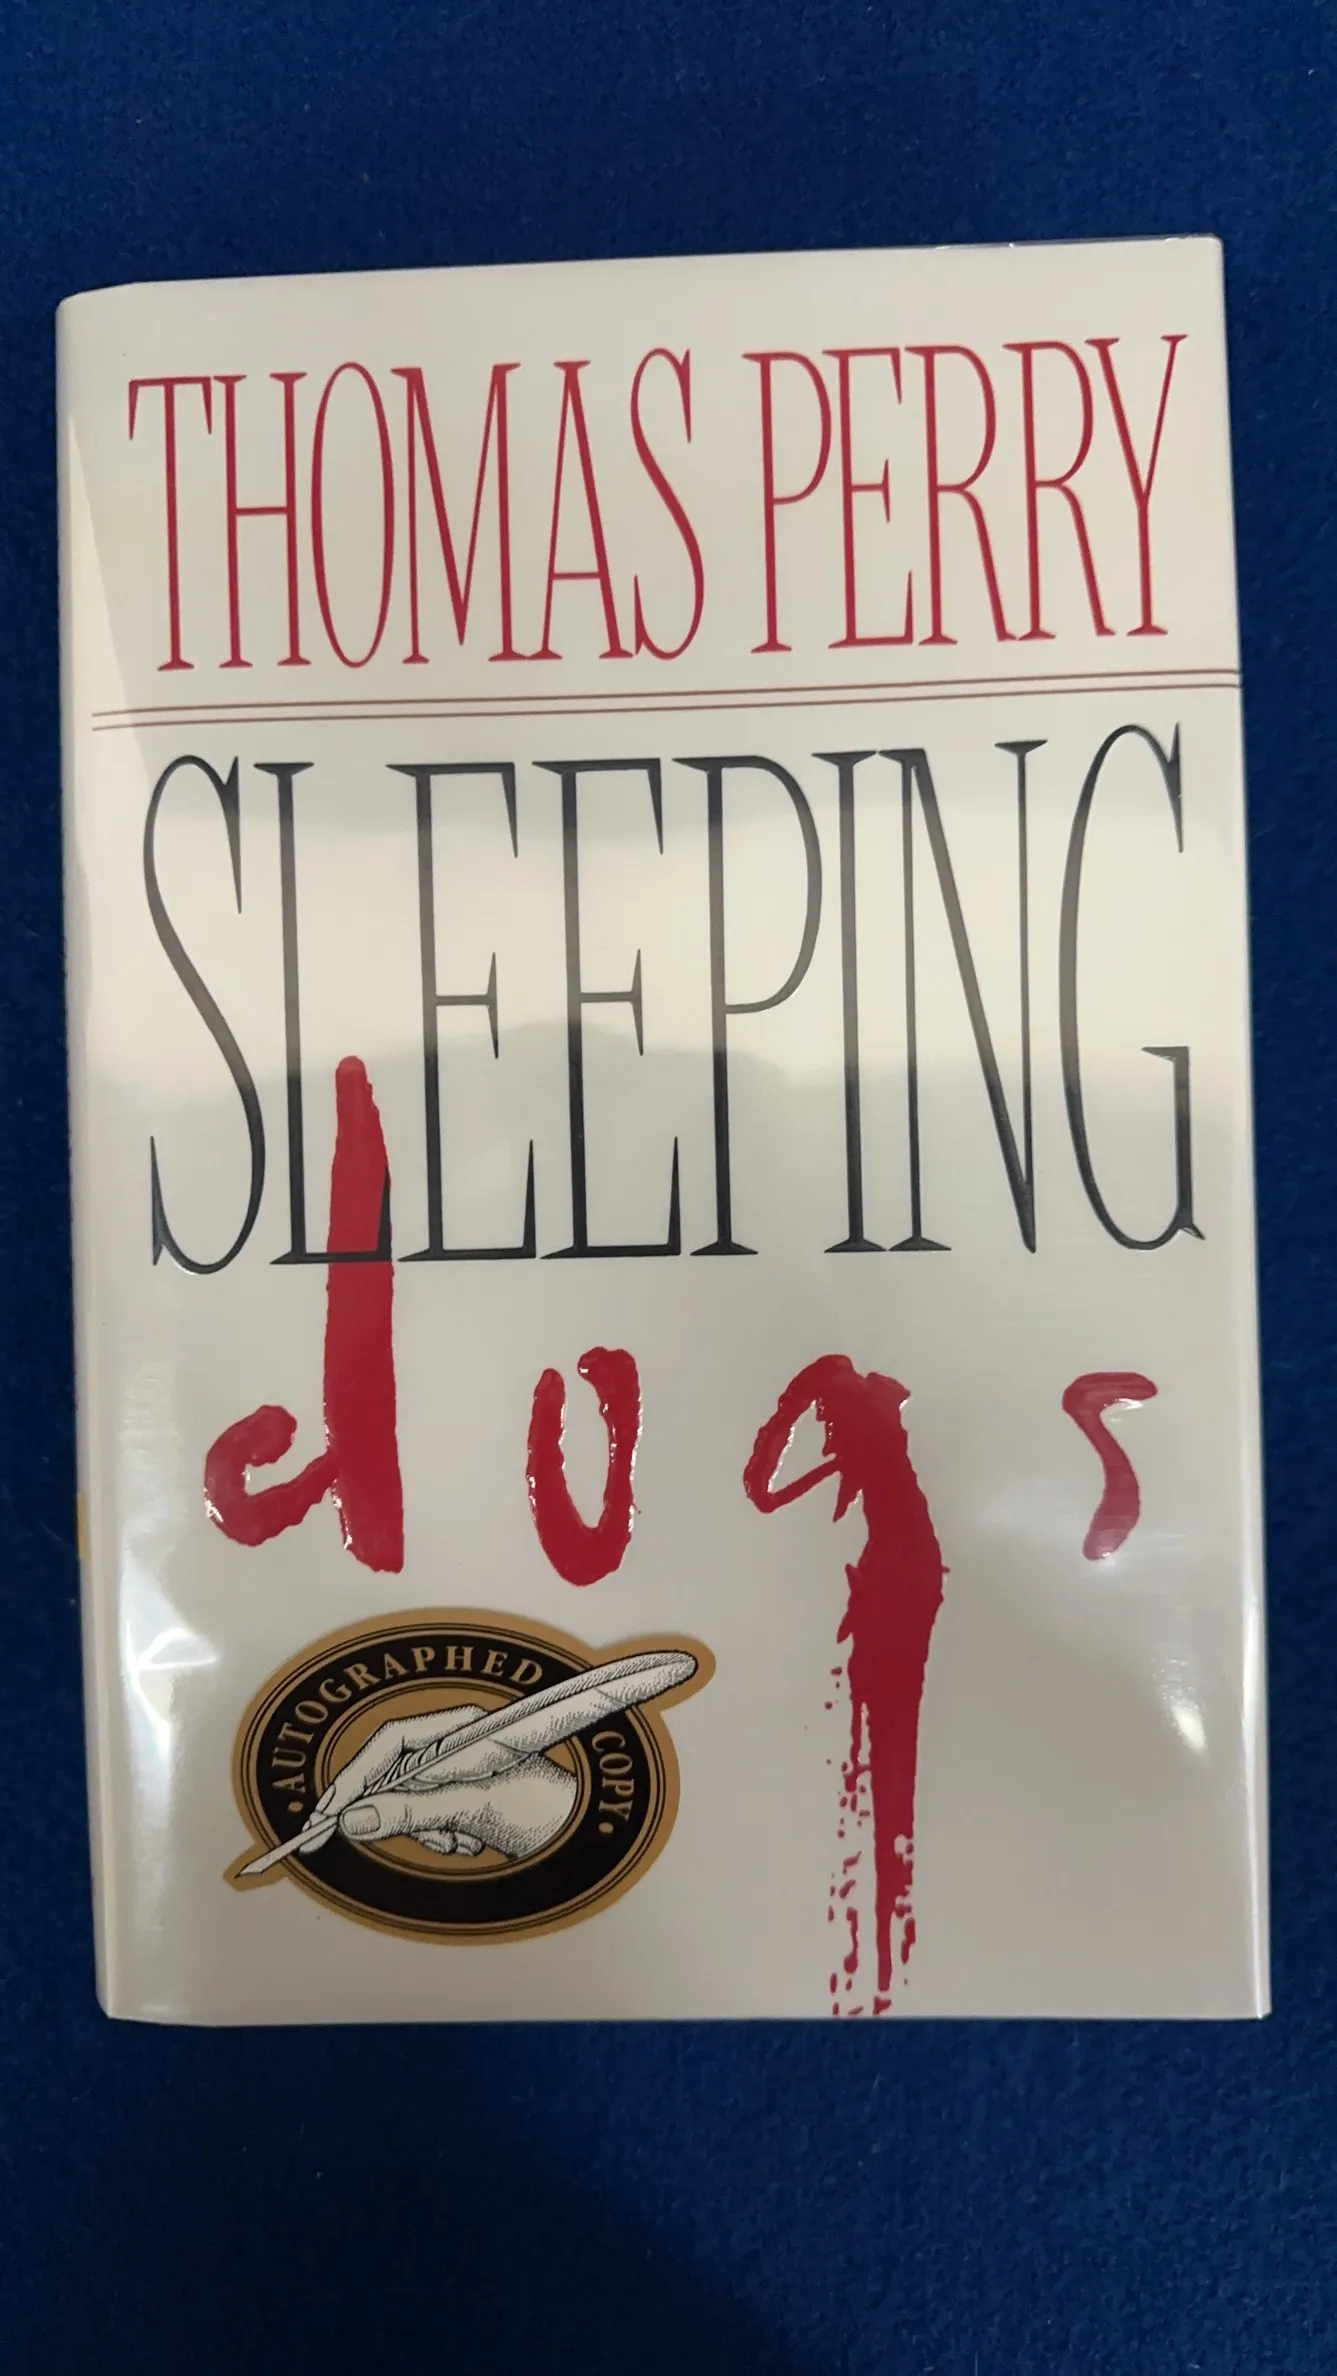 THOMAS PERRY
SLEEPING
dogs
• AUTOGRAPHED COPY •